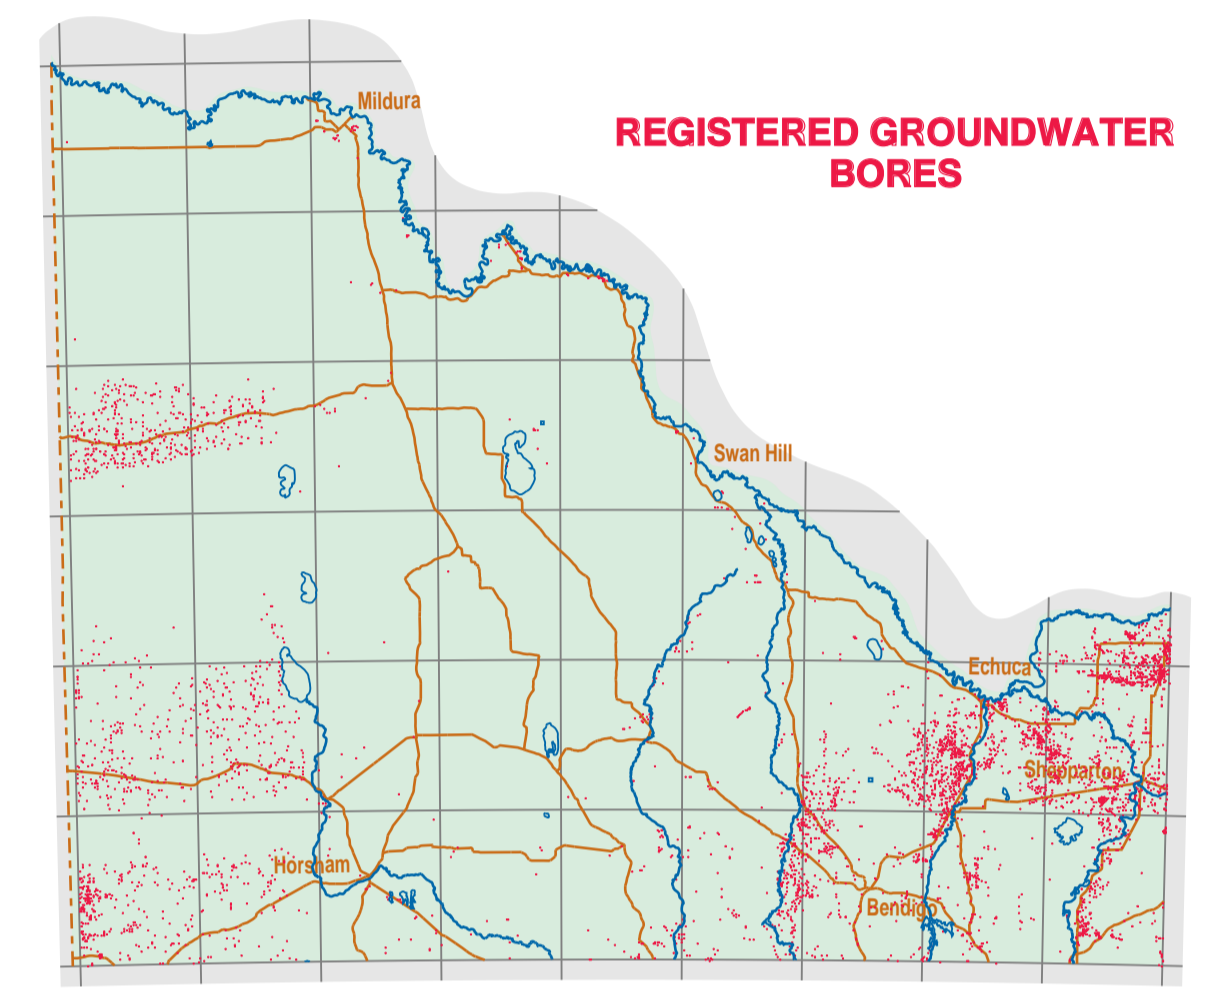 Mildura
REGISTERED GROUNDWATER
BORES
Swan Hill
Echuca
Shepparton
Horsham
Bendigo